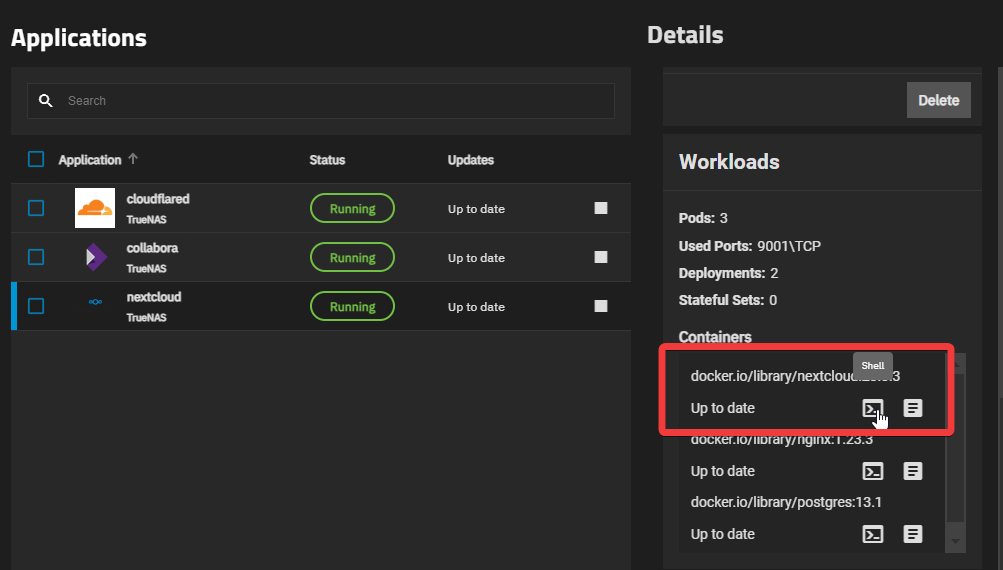 Applications
Search
Application Status Updates
cloudflared
TrueNAS
Running
Up to date
collabora
TrueNAS
Running
Up to date
nextcloud
TrueNAS
Running
Up to date
Details
Delete
Workloads
Pods: 3
Used Ports: 9001\TCP
Deployments: 2
Stateful Sets: 0
Containers
Shell
docker.io/library/nextcloud
Up to date
docker.io/library/nginx:1.23.3
Up to date
docker.io/library/postgres:13.1
Up to date